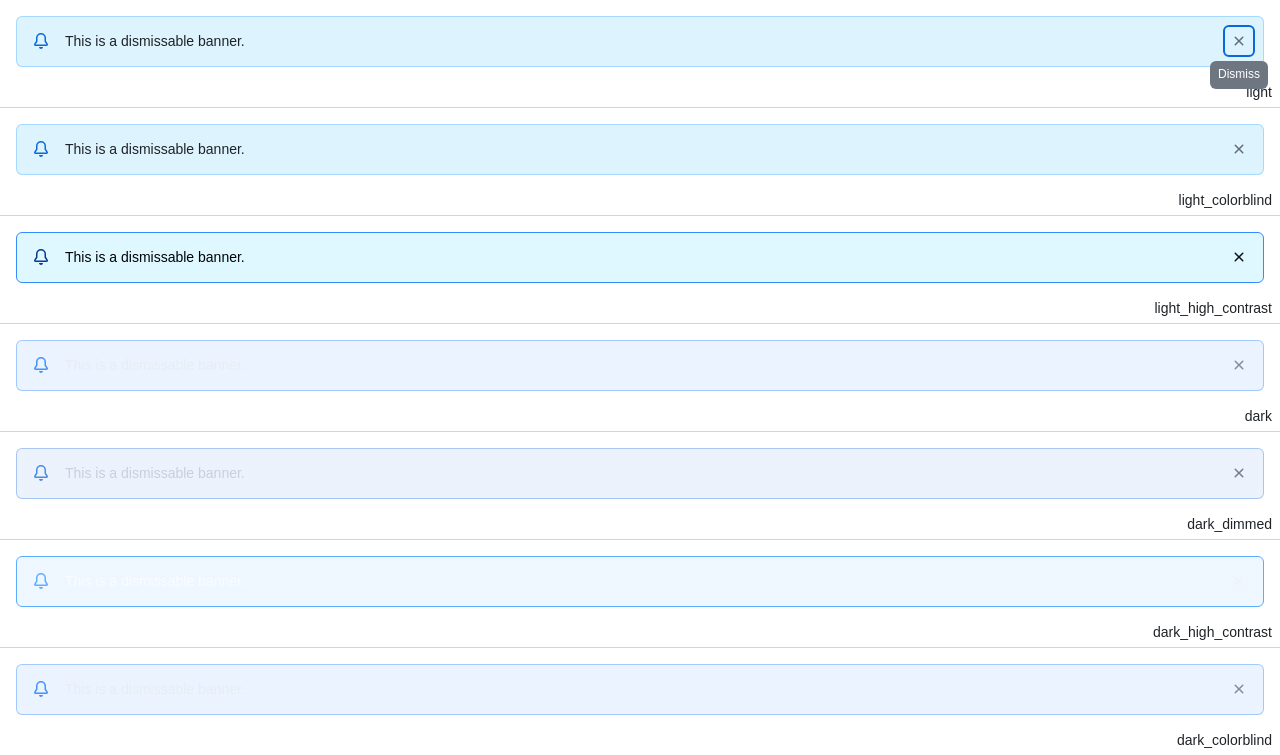 This is a dismissable banner.
Dismiss
light
This is a dismissable banner.
light_colorblind
This is a dismissable banner.
light_high_contrast
This is a dismissable banner.
dark
This is a dismissable banner.
dark_dimmed
This is a dismissable banner.
dark_high_contrast
This is a dismissable banner.
dark_colorblind